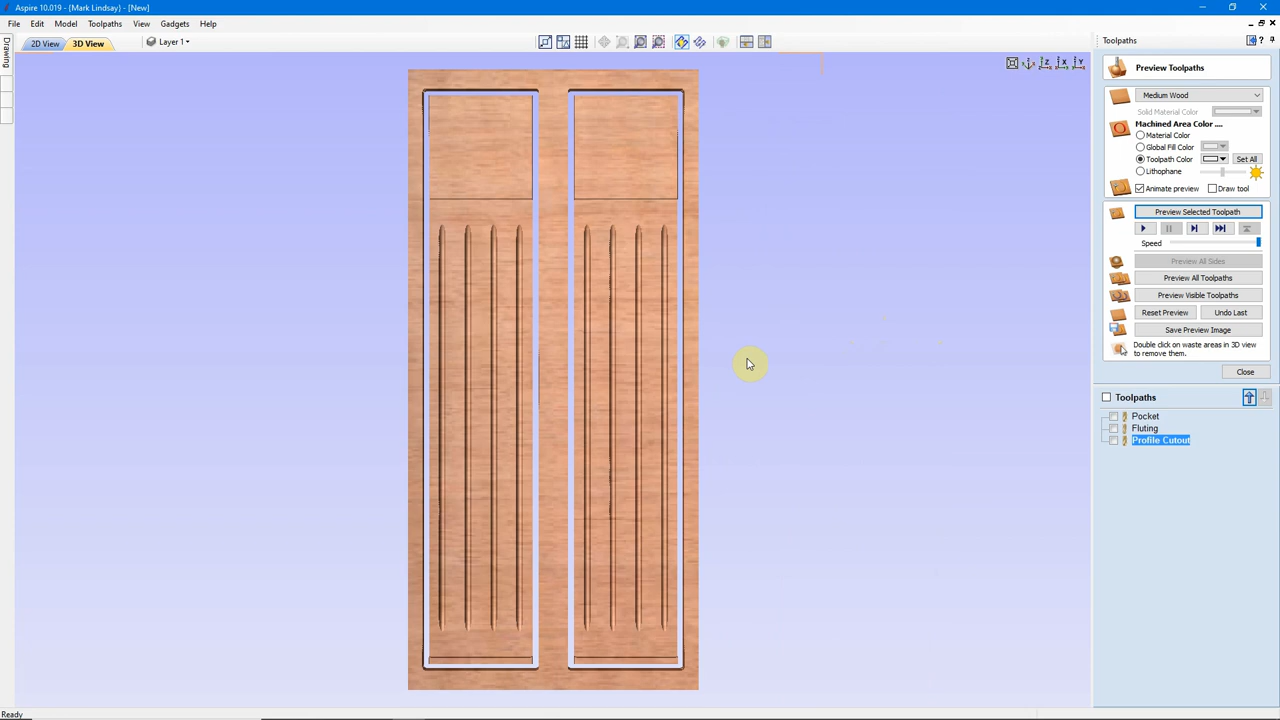 Aspire 10.019 - {Mark Lindsay} - [New]
File Edit Model Toolpaths View Gadgets Help
2D View 3D View Layer 1
Drawing
Toolpaths
Preview Toolpaths
Medium Wood
Solid Material Color
Machined Area Color ....
Material Color
Global Fill Color
Toolpath Color Set All
Lithophane
Animate preview Draw tool
Preview Selected Toolpath
Speed
Preview All Sides
Preview All Toolpaths
Preview Visible Toolpaths
Reset Preview Undo Last
Save Preview Image
Double click on waste areas in 3D view
to remove them.
Close
Toolpaths
Pocket
Fluting
Profile Cutout
Ready